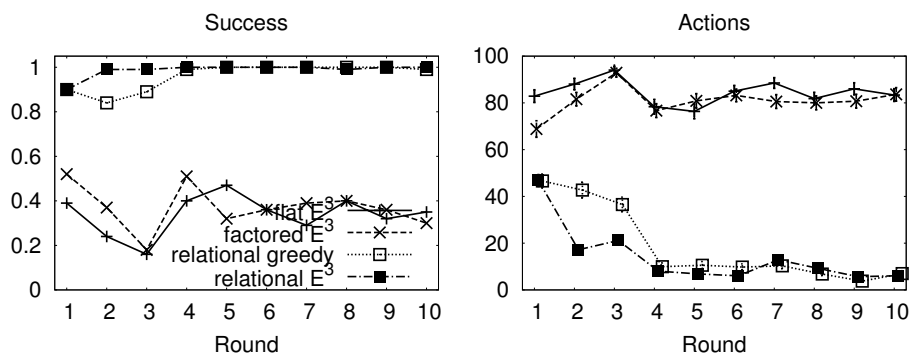 Success
1
0.8
0.6
0.4
0.2
0
1 2 3 4 5 6 7 8 9 10
Round
flat E³
factored E³
relational greedy
relational E³
Actions
100
80
60
40
20
0
1 2 3 4 5 6 7 8 9 10
Round